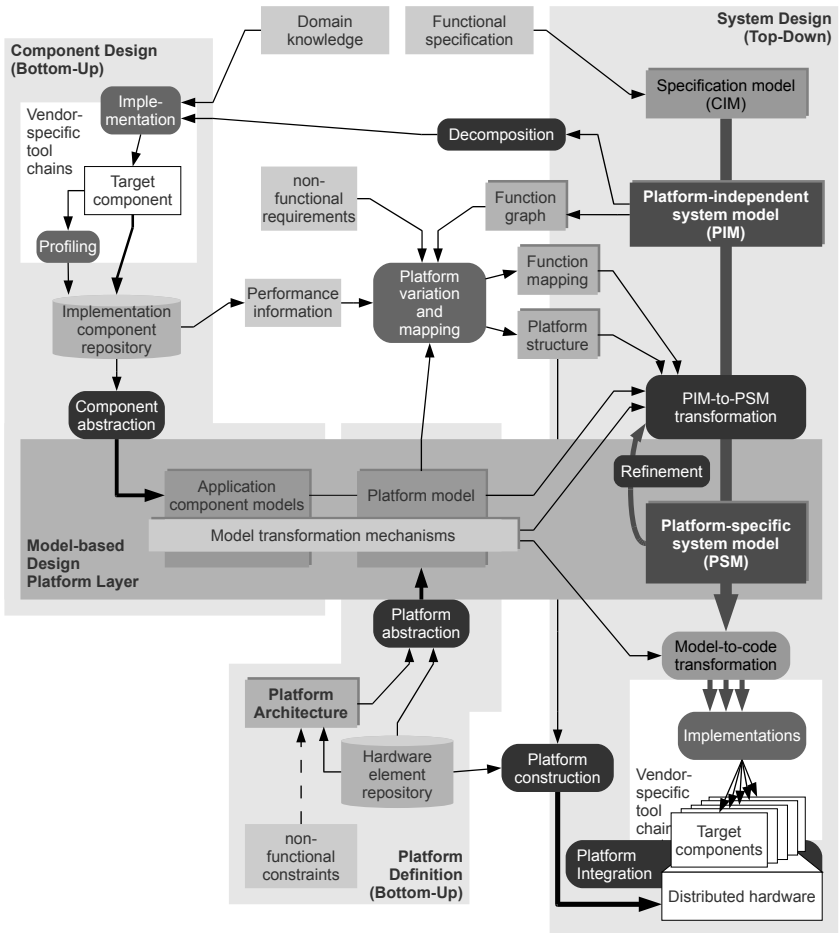 Domain
knowledge
Functional
specification
System Design
(Top-Down)
Component Design
(Bottom-Up)
Specification model
(CIM)
Vendor-
specific
tool
chains
Imple-
mentation
Decomposition
Target
component
non-
functional
requirements
Function
graph
Platform-independent
system model
(PIM)
Profiling
Platform
variation
and
mapping
Function
mapping
Implementation
component
repository
Performance
information
Platform
structure
Component
abstraction
PIM-to-PSM
transformation
Refinement
Application
component models
Platform model
Model transformation mechanisms
Platform-specific
system model
(PSM)
Model-based
Design
Platform Layer
Platform
abstraction
Model-to-code
transformation
Platform
Architecture
Implementations
Hardware
element
repository
Platform
construction
Vendor-
specific
tool
chain
Target
components
non-
functional
constraints
Platform
Definition
(Bottom-Up)
Platform
Integration
Distributed hardware